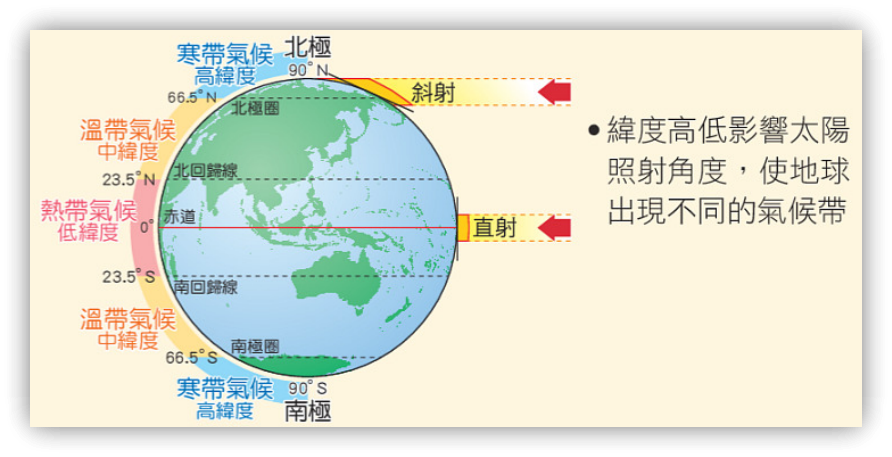 北極
寒帶氣候
高緯度
90°N
66.5°N
北極圈
斜射
溫帶氣候
中緯度
北回歸線
23.5°N
熱帶氣候
低緯度
0°
赤道
直射
23.5°S
南回歸線
溫帶氣候
中緯度
南極圈
66.5°S
寒帶氣候
高緯度
90°S
南極
•緯度高低影響太陽
照射角度，使地球
出現不同的氣候帶